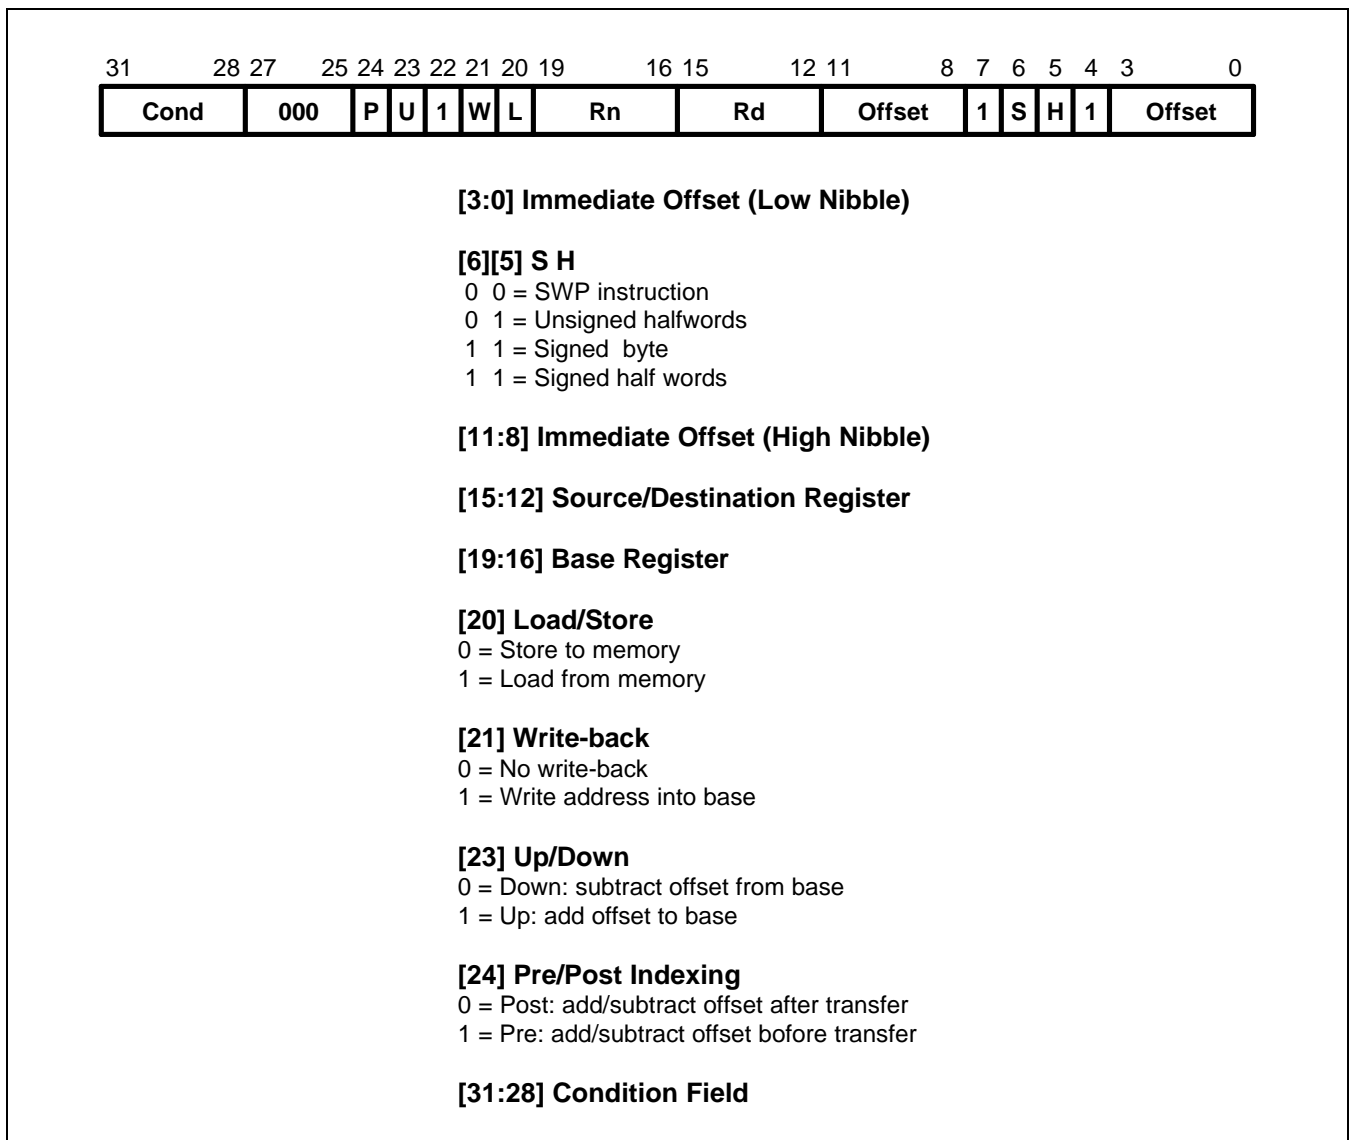 31 28 27 25 24 23 22 21 20 19 16 15 12 11 8 7 6 5 4 3 0
Cond 000 P U 1 W L Rn Rd Offset 1 S H 1 Offset
[3:0] Immediate Offset (Low Nibble)
[6][5] S H
0 0 = SWP instruction
0 1 = Unsigned halfwords
1 1 = Signed byte
1 1 = Signed half words
[11:8] Immediate Offset (High Nibble)
[15:12] Source/Destination Register
[19:16] Base Register
[20] Load/Store
0 = Store to memory
1 = Load from memory
[21] Write-back
0 = No write-back
1 = Write address into base
[23] Up/Down
0 = Down: subtract offset from base
1 = Up: add offset to base
[24] Pre/Post Indexing
0 = Post: add/subtract offset after transfer
1 = Pre: add/subtract offset bofore transfer
[31:28] Condition Field